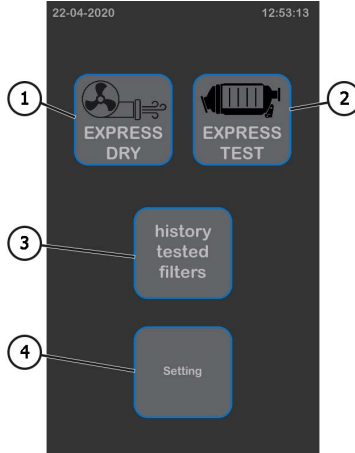 22-04-2020 12:53:13
1
2
EXPRESS
DRY
EXPRESS
TEST
3
history
tested
filters
4
Setting